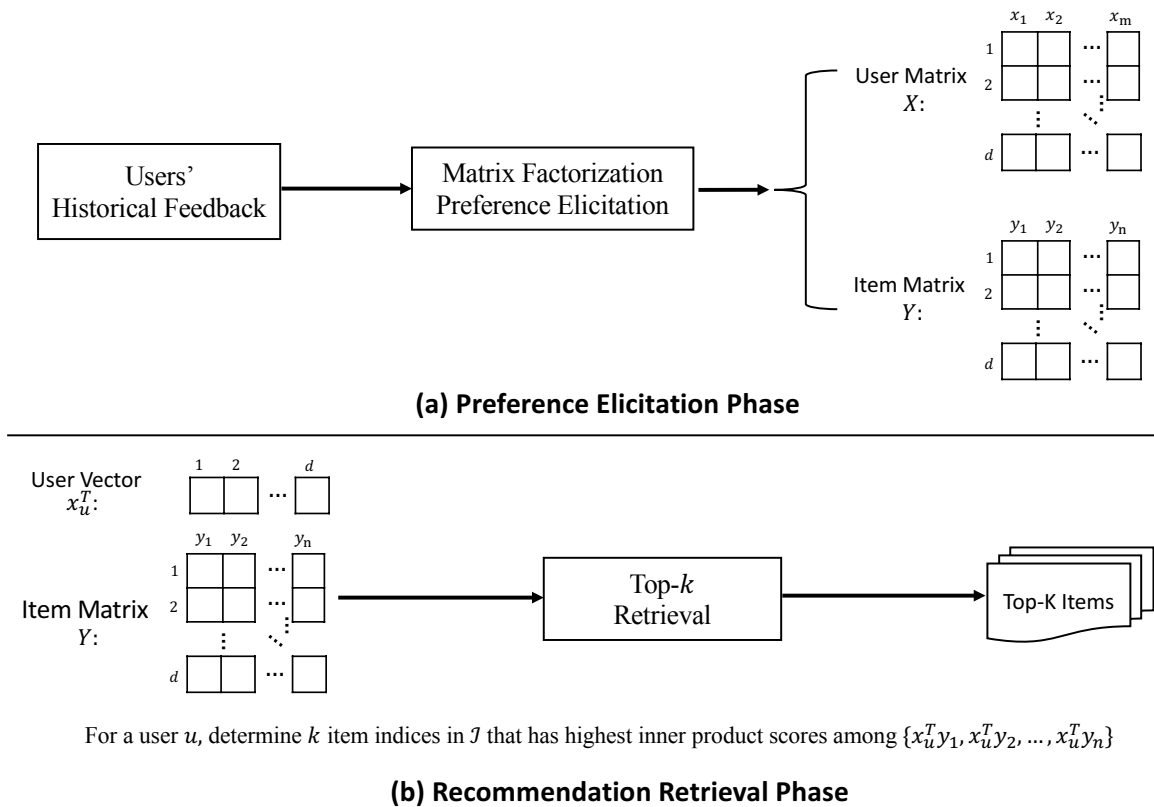 x₁ x₂ ... xₘ
1
User Matrix
X:
2
...
d
...
Users'
Historical Feedback
Matrix Factorization
Preference Elicitation
y₁ y₂ ... yₙ
1
Item Matrix
Y:
2
...
d
...
(a) Preference Elicitation Phase
1 2 d
User Vector
x_u^T:
...
y₁ y₂ yₙ
1 ...
Item Matrix
Y:
2 ...
d ...
Top-k
Retrieval
Top-K Items
For a user u, determine k item indices in ℐ that has highest inner product scores among {x_u^T y₁, x_u^T y₂, ..., x_u^T yₙ}
(b) Recommendation Retrieval Phase